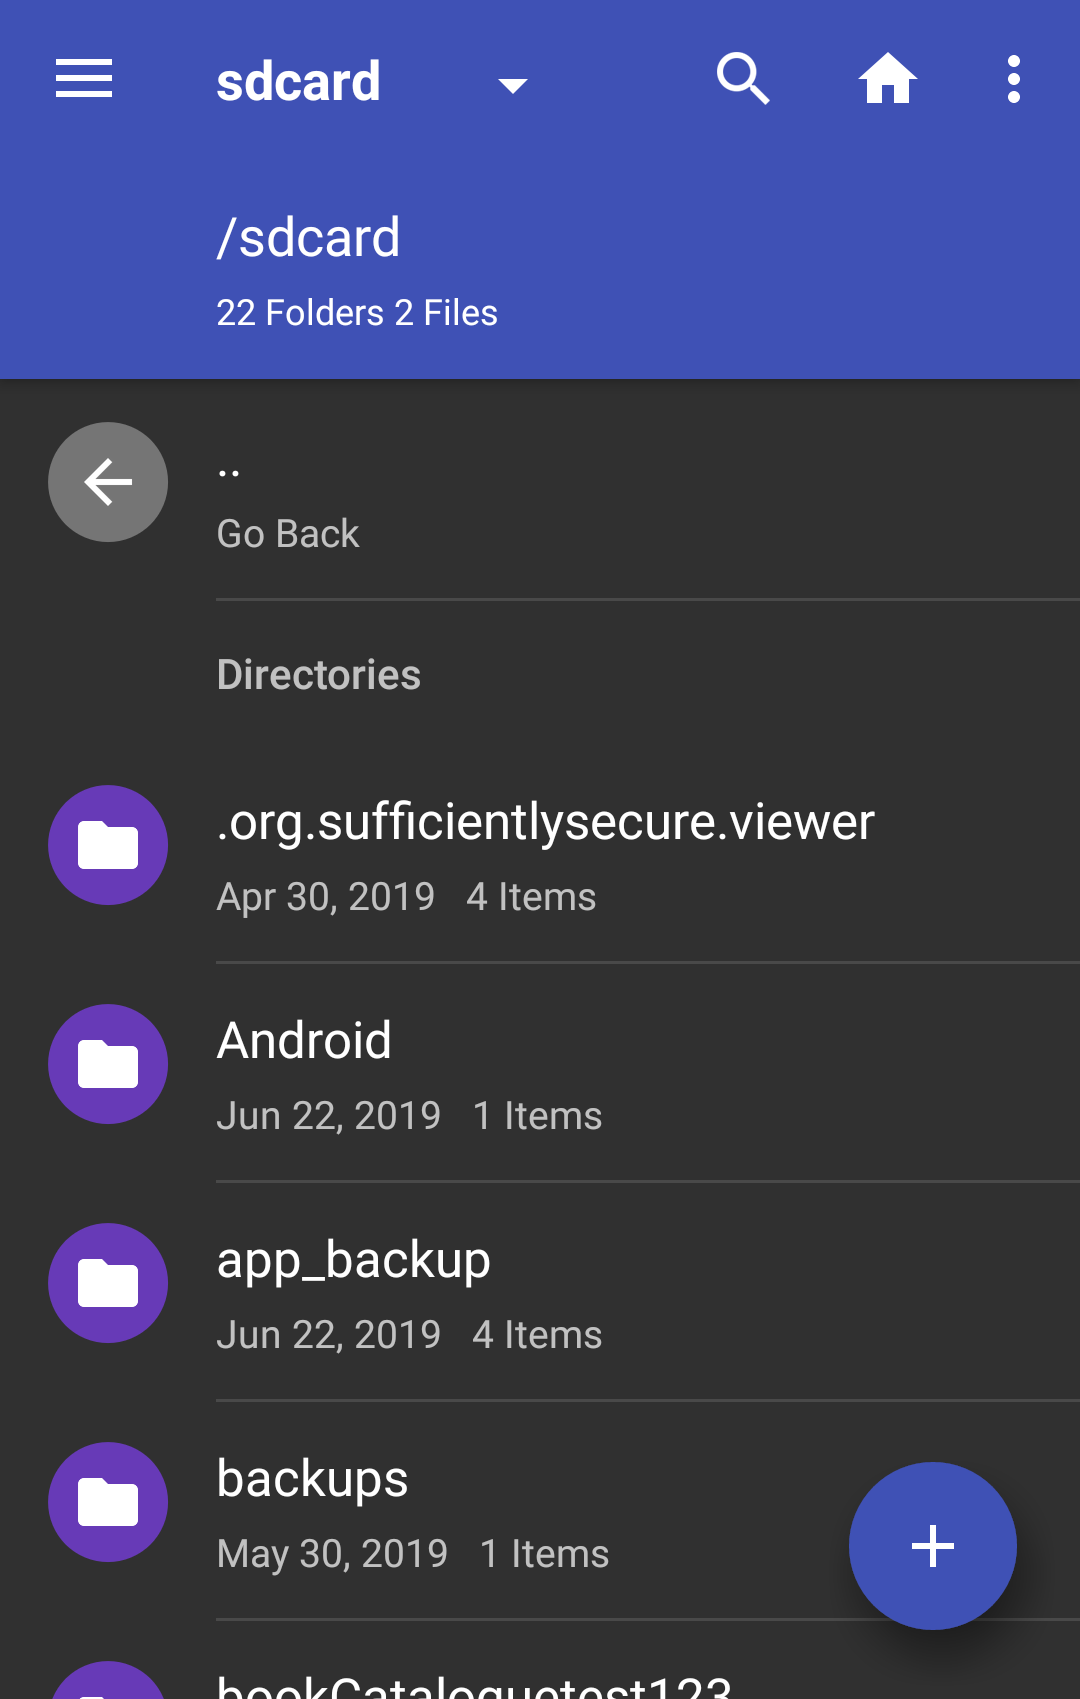 sdcard
/sdcard
22 Folders 2 Files
..
Go Back
Directories
.org.sufficientlysecure.viewer
Apr 30, 2019 4 Items
Android
Jun 22, 2019 1 Items
app_backup
Jun 22, 2019 4 Items
backups
May 30, 2019 1 Items
bookCataloguetest123